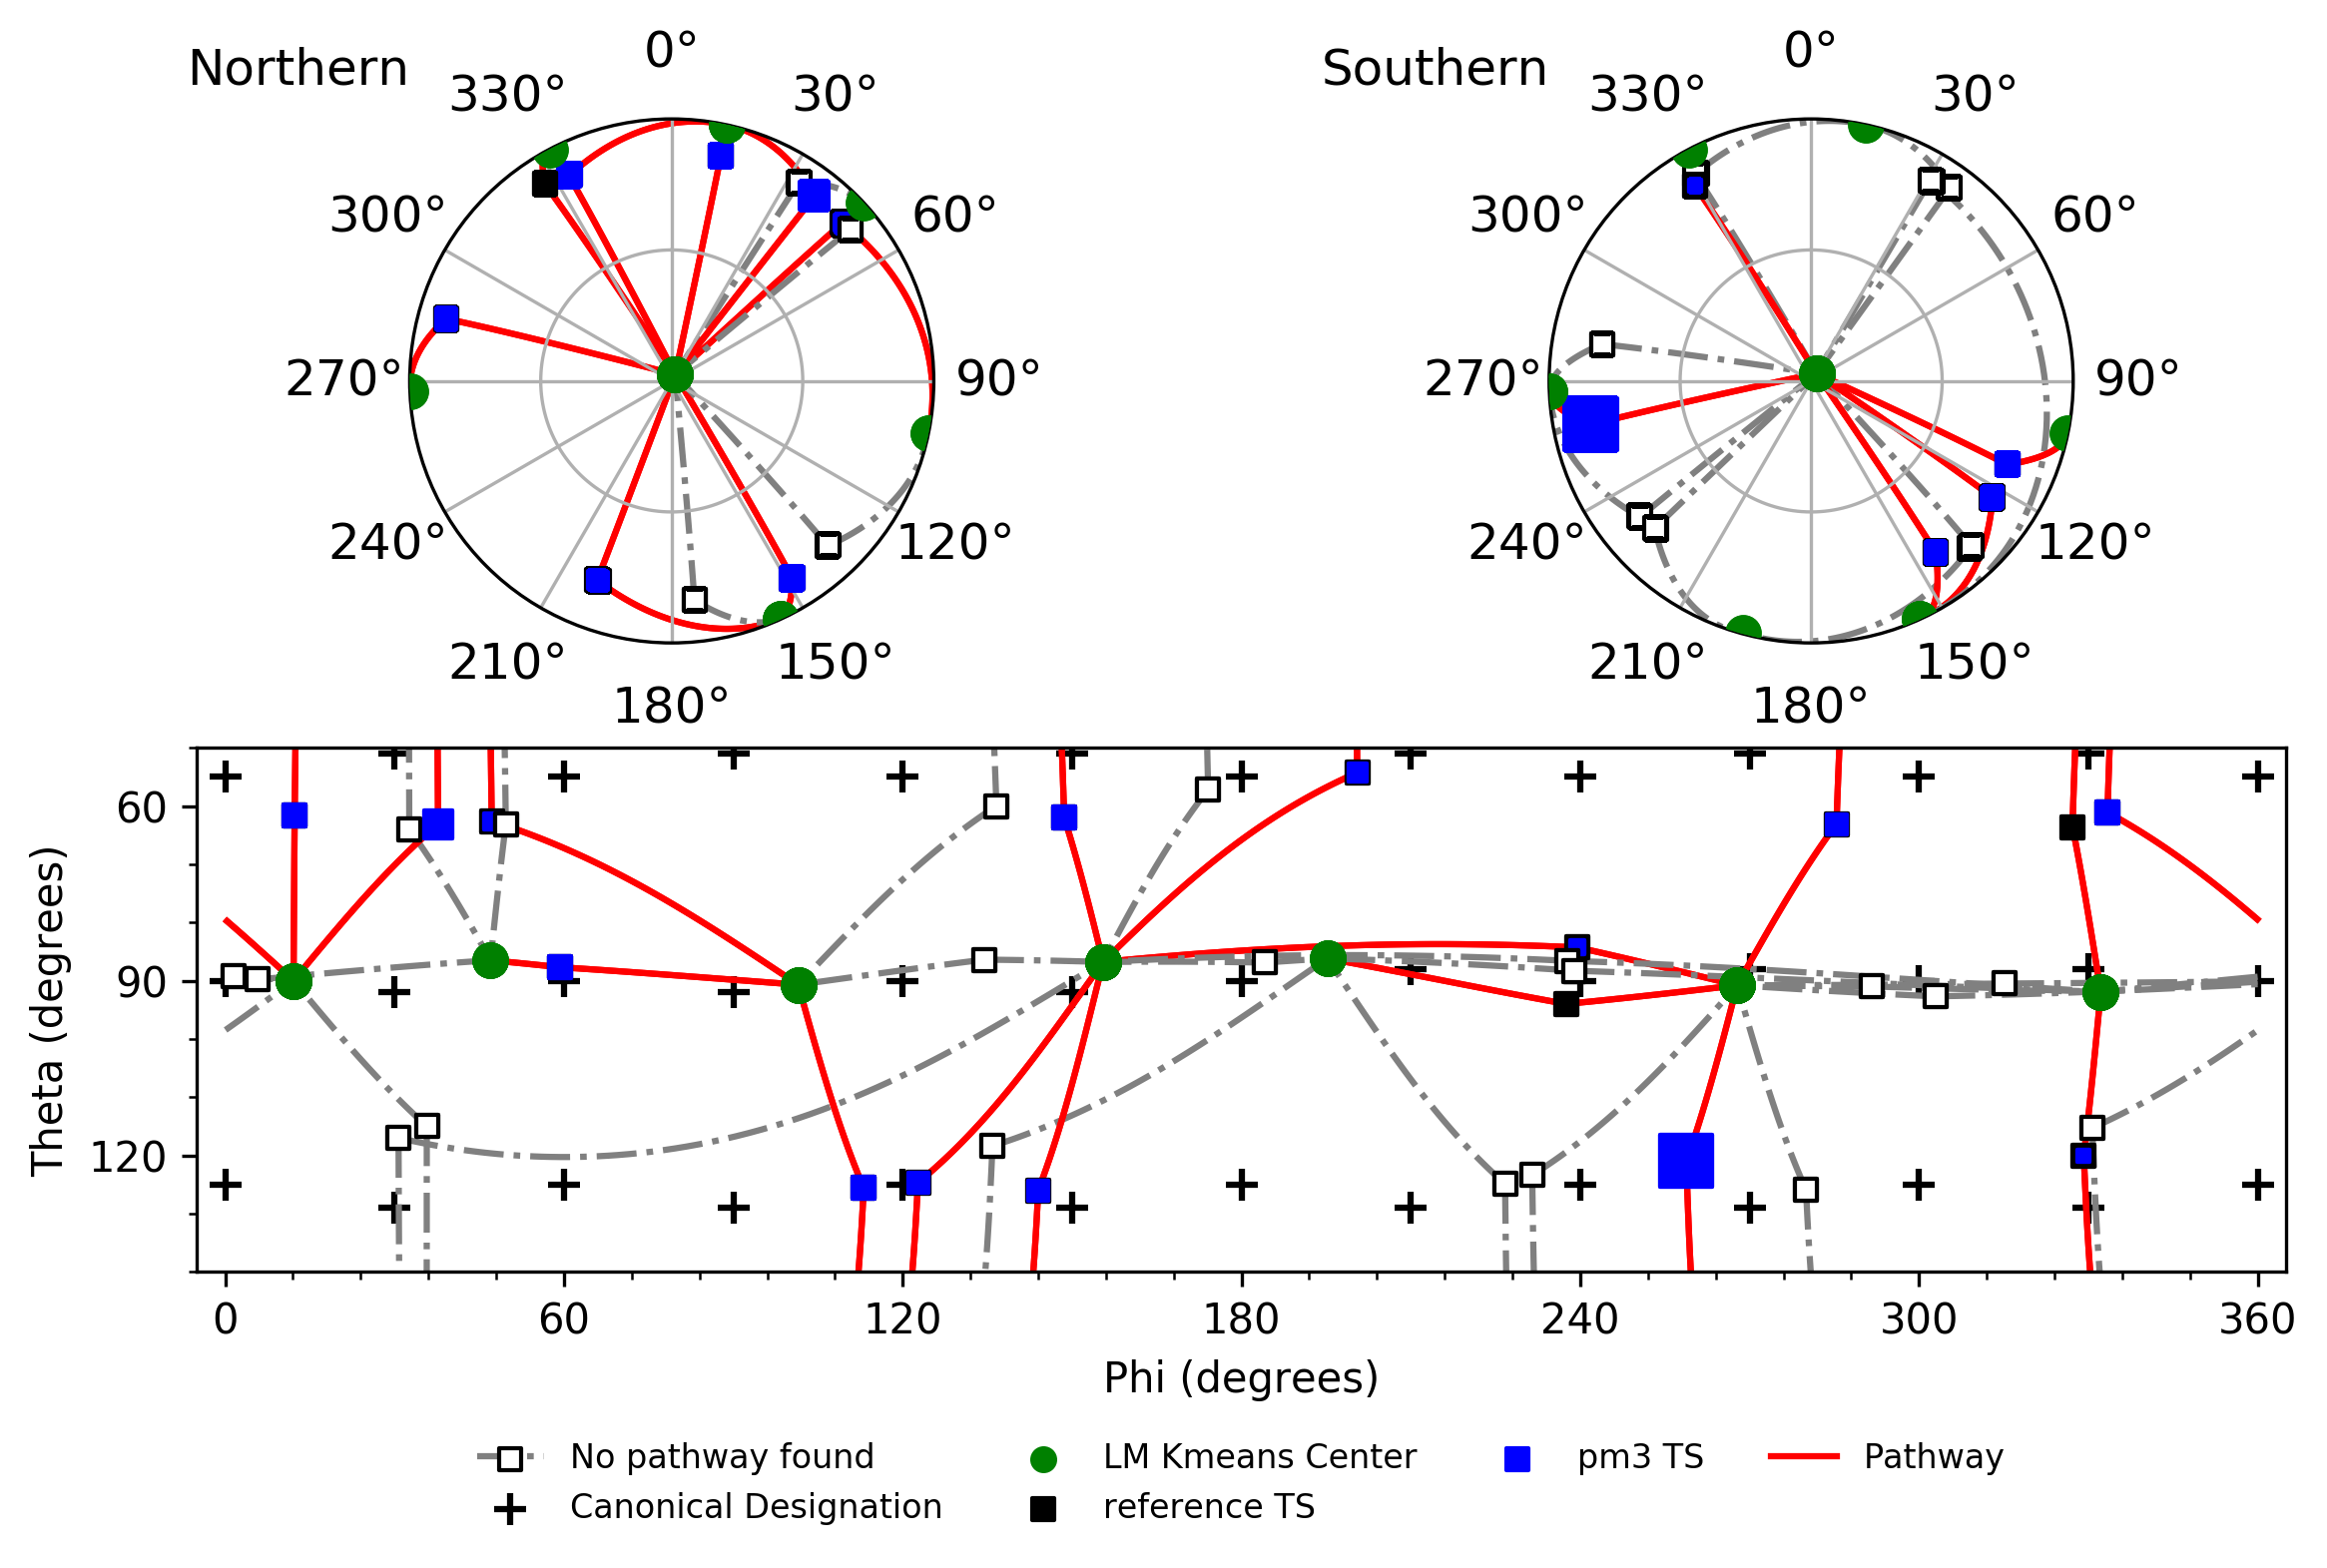 Northern
0°
30°
60°
90°
120°
150°
180°
210°
240°
270°
300°
330°
Southern
0°
30°
60°
90°
120°
150°
180°
210°
240°
270°
300°
330°
Theta (degrees)
60
90
120
0 60 120 180 240 300 360
Phi (degrees)
No pathway found
Canonical Designation
LM Kmeans Center
reference TS
pm3 TS
Pathway